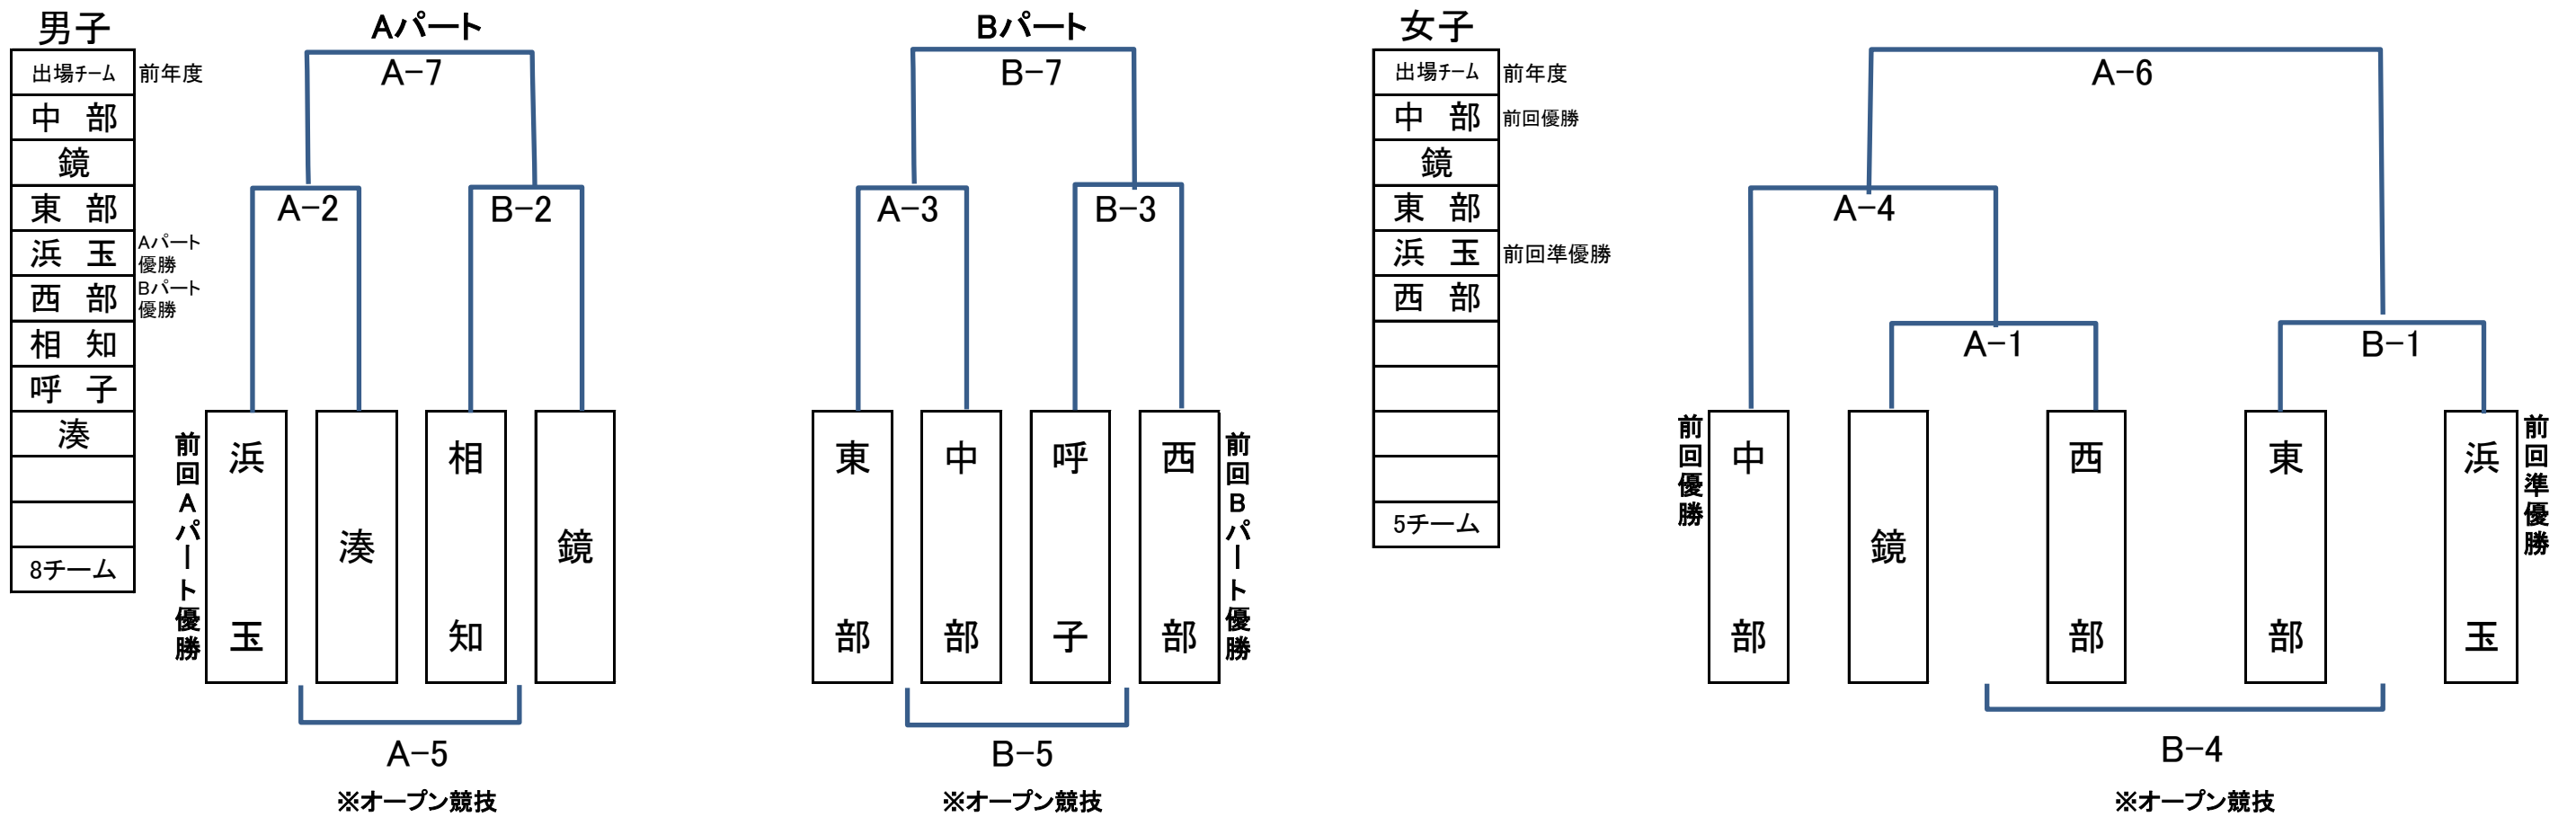 男子
出場チーム 前年度
中 部
鏡
東 部
浜 玉 Aパート優勝
西 部 Bパート優勝
相 知
呼 子
湊
8チーム
Aパート
A-7
A-2 B-2
前回Aパート優勝
浜玉
湊
相知
鏡
A-5
※オープン競技
Bパート
B-7
A-3 B-3
東部
中部
呼子
西部
前回Bパート優勝
B-5
※オープン競技
女子
出場チーム 前年度
中 部 前回優勝
鏡
東 部
浜 玉 前回準優勝
西 部
5チーム
A-6
A-4
A-1 B-1
前回優勝
中部
鏡
西部
東部
浜玉
前回準優勝
B-4
※オープン競技